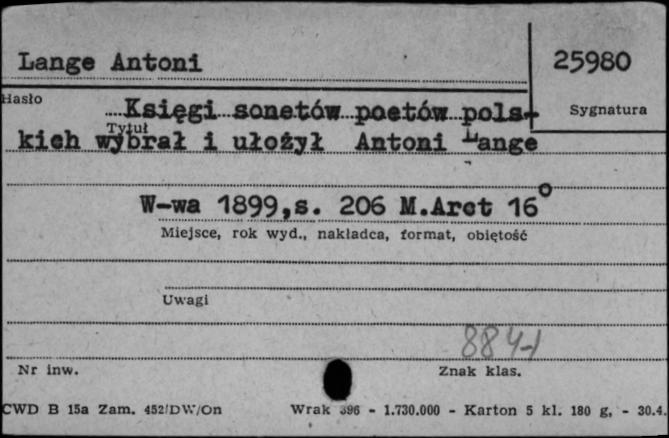 Lange Antoni 25980
Hasło Sygnatura
Księgi sonetów poetów pols-
Tytuł
kich wybrał i ułożył Antoni Lange
W-wa 1899,s. 206 M.Arct 16°
Miejsce, rok wyd., nakładca, format, objętość
Uwagi
884-1
Nr inw. Znak klas.
CWD B 15a Zam. 452/DW/On Wrak 396 - 1.730.000 - Karton 5 kl. 180 g. - 30.4.